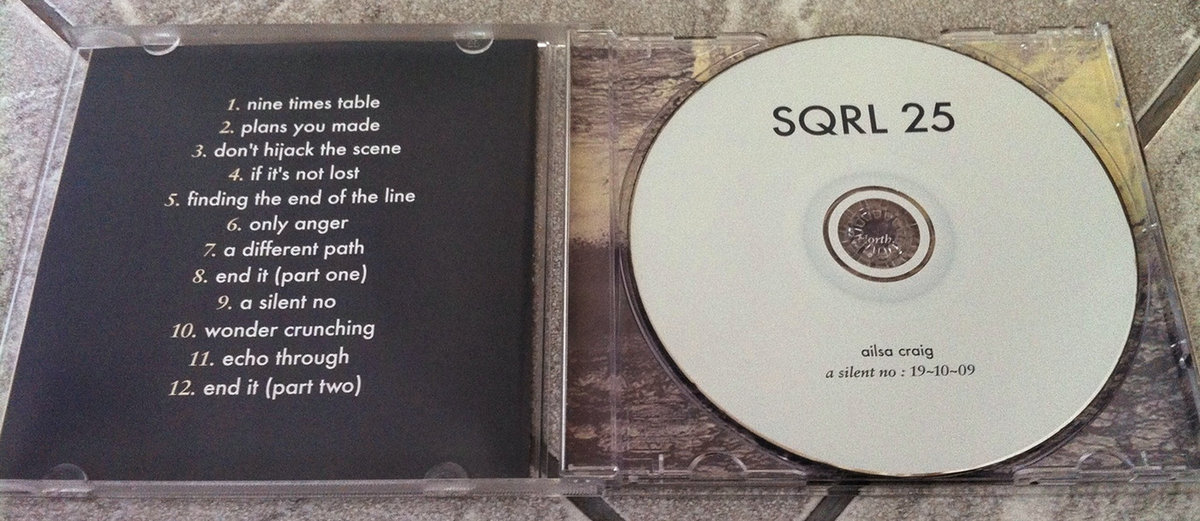 1. nine times table
2. plans you made
3. don't hijack the scene
4. if it's not lost
5. finding the end of the line
6. only anger
7. a different path
8. end it (part one)
9. a silent no
10. wonder crunching
11. echo through
12. end it (part two)
SQRL 25
North
ailsa craig
a silent no : 19~10~09